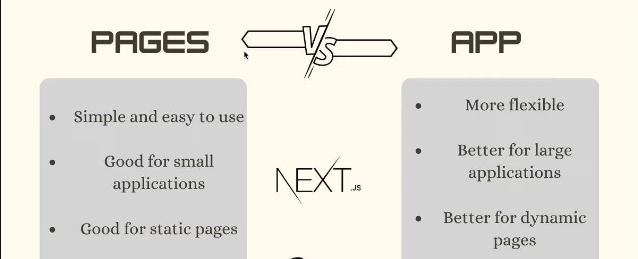 PAGES
VS
APP
• Simple and easy to use
• Good for small
applications
• Good for static pages
NEXT.JS
• More flexible
• Better for large
applications
• Better for dynamic
pages